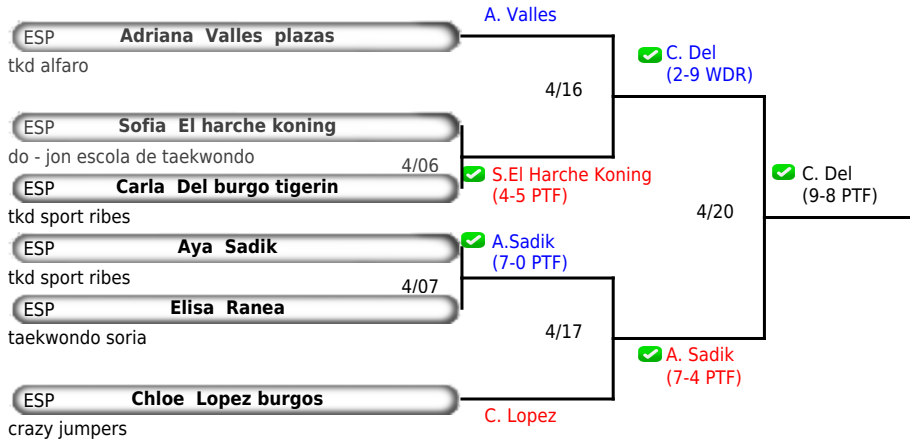 A. Valles
ESP Adriana Valles plazas
tkd alfaro
C. Del
(2-9 WDR)
4/16
ESP Sofia El harche koning
do - jon escola de taekwondo
4/06
S.El Harche Koning
(4-5 PTF)
ESP Carla Del burgo tigerin
tkd sport ribes
C. Del
(9-8 PTF)
4/20
ESP Aya Sadik
tkd sport ribes
A.Sadik
(7-0 PTF)
4/07
ESP Elisa Ranea
taekwondo soria
4/17
A. Sadik
(7-4 PTF)
ESP Chloe Lopez burgos
crazy jumpers
C. Lopez